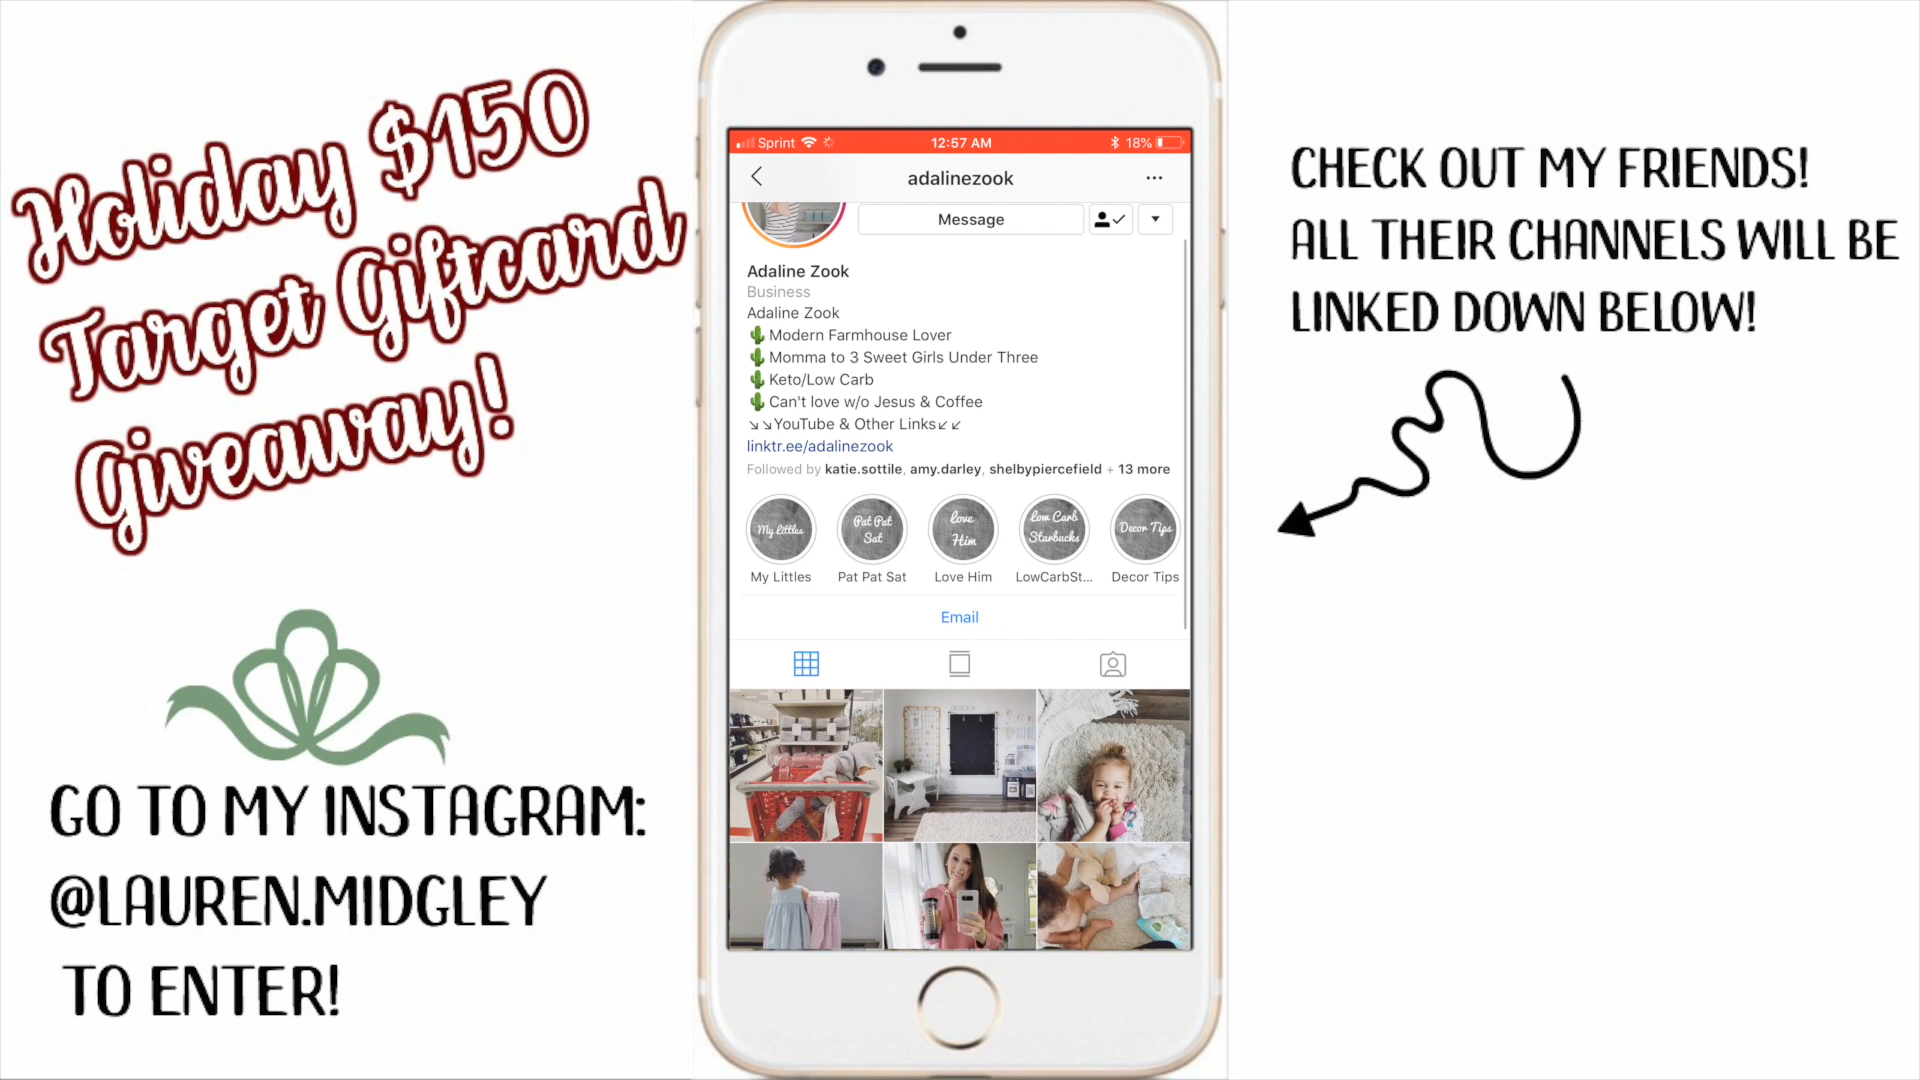 Holiday $150
Target Giftcard
Giveaway!
GO TO MY INSTAGRAM:
@LAUREN.MIDGLEY
TO ENTER!
Sprint 12:57 AM 18%
adalinezook
Message
Adaline Zook
Business
Adaline Zook
Modern Farmhouse Lover
Momma to 3 Sweet Girls Under Three
Keto/Low Carb
Can't love w/o Jesus & Coffee
↘↘YouTube & Other Links↙↙
linktr.ee/adalinezook
Followed by katie.sottile, amy.darley, shelbypiercefield + 13 more
My Littles Pat Pat Love Low Carb Decor Tips
Sat Him Starbucks
My Littles Pat Pat Sat Love Him LowCarbSt... Decor Tips
Email
CHECK OUT MY FRIENDS!
ALL THEIR CHANNELS WILL BE
LINKED DOWN BELOW!